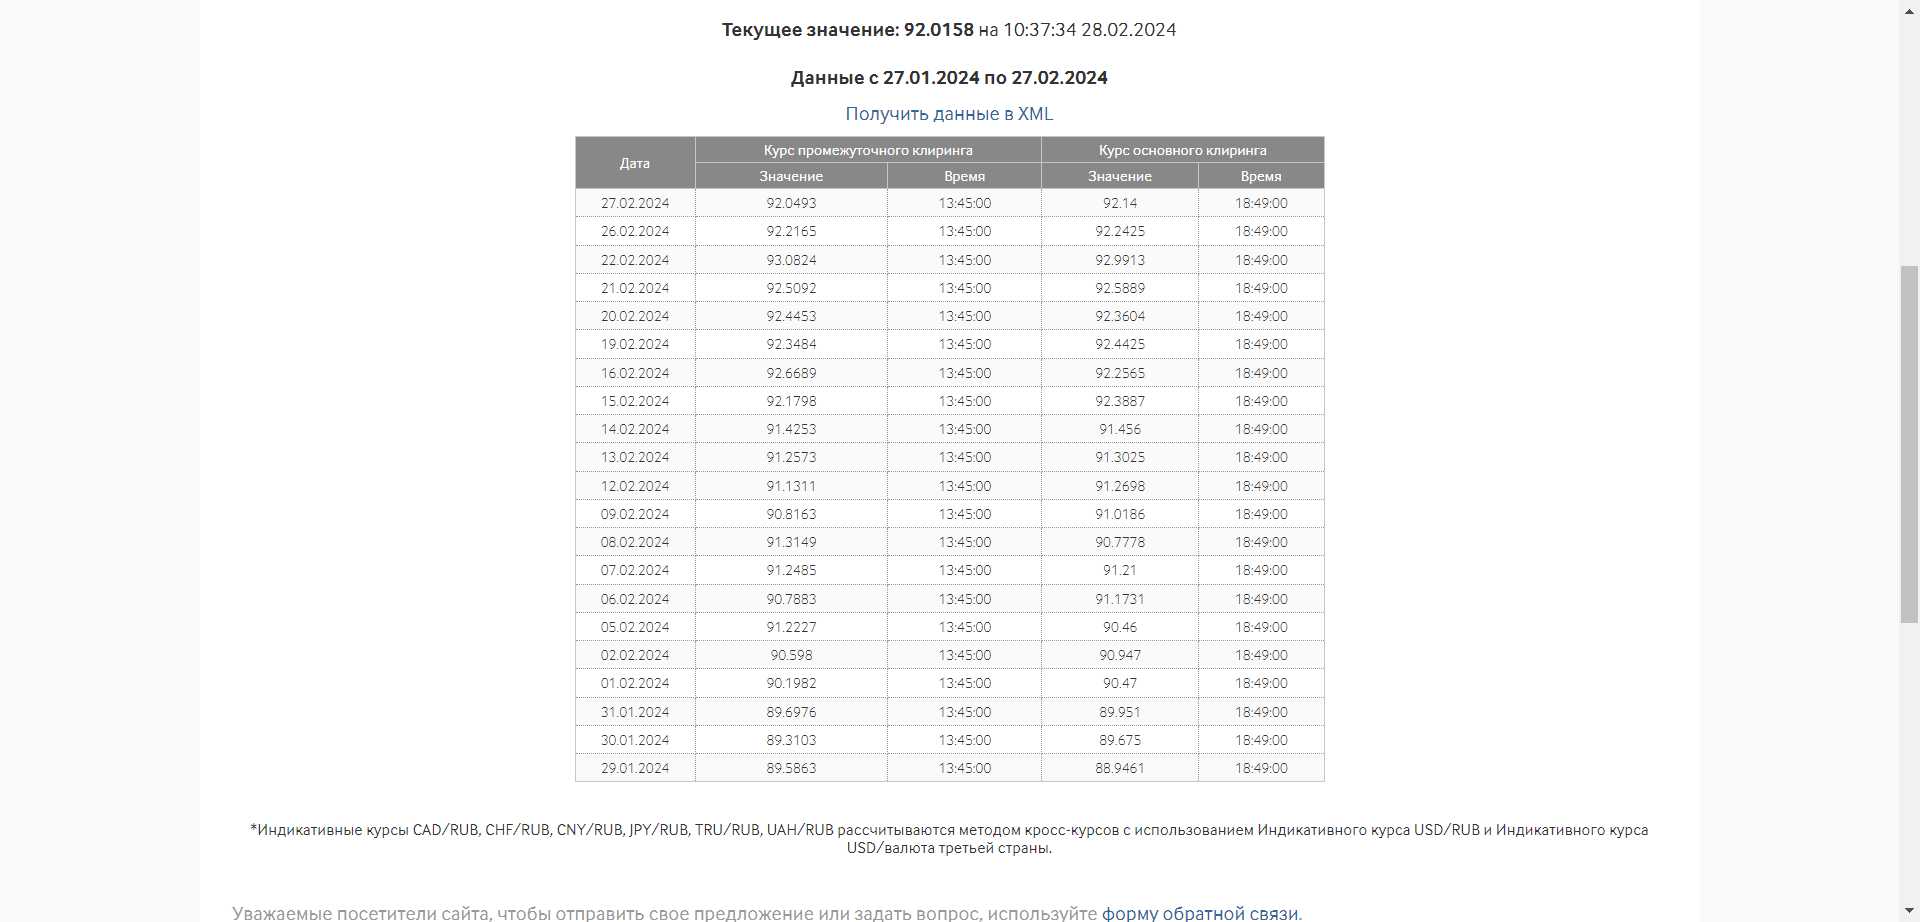 Текущее значение: 92.0158 на 10:37:34 28.02.2024
Данные с 27.01.2024 по 27.02.2024
Получить данные в XML
Дата Курс промежуточного клиринга Курс основного клиринга
Значение Время Значение Время
27.02.2024 92.0493 13:45:00 92.14 18:49:00
26.02.2024 92.2165 13:45:00 92.2425 18:49:00
22.02.2024 93.0824 13:45:00 92.9913 18:49:00
21.02.2024 92.5092 13:45:00 92.5889 18:49:00
20.02.2024 92.4453 13:45:00 92.3604 18:49:00
19.02.2024 92.3484 13:45:00 92.4425 18:49:00
16.02.2024 92.6689 13:45:00 92.2565 18:49:00
15.02.2024 92.1798 13:45:00 92.3887 18:49:00
14.02.2024 91.4253 13:45:00 91.456 18:49:00
13.02.2024 91.2573 13:45:00 91.3025 18:49:00
12.02.2024 91.1311 13:45:00 91.2698 18:49:00
09.02.2024 90.8163 13:45:00 91.0186 18:49:00
08.02.2024 91.3149 13:45:00 90.7778 18:49:00
07.02.2024 91.2485 13:45:00 91.21 18:49:00
06.02.2024 90.7883 13:45:00 91.1731 18:49:00
05.02.2024 91.2227 13:45:00 90.46 18:49:00
02.02.2024 90.598 13:45:00 90.947 18:49:00
01.02.2024 90.1982 13:45:00 90.47 18:49:00
31.01.2024 89.6976 13:45:00 89.951 18:49:00
30.01.2024 89.3103 13:45:00 89.675 18:49:00
29.01.2024 89.5863 13:45:00 88.9461 18:49:00
*Индикативные курсы CAD/RUB, CHF/RUB, CNY/RUB, JPY/RUB, TRU/RUB, UAH/RUB рассчитываются методом кросс-курсов с использованием Индикативного курса USD/RUB и Индикативного курса
USD/валюта третьей страны.
Уважаемые посетители сайта, чтобы отправить свое предложение или задать вопрос, используйте форму обратной связи.